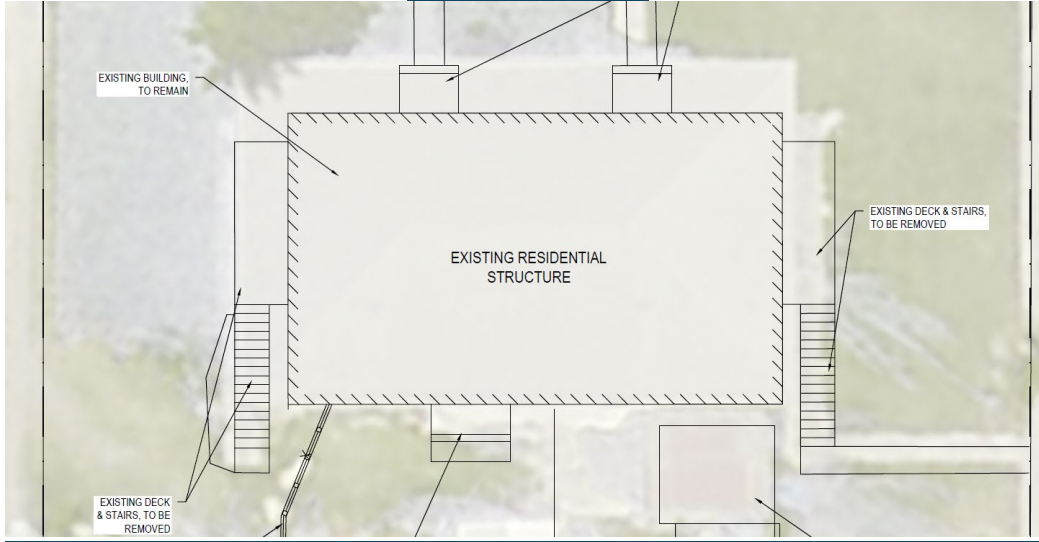 EXISTING BUILDING,
TO REMAIN
EXISTING DECK & STAIRS,
TO BE REMOVED
EXISTING RESIDENTIAL
STRUCTURE
EXISTING DECK
& STAIRS, TO BE
REMOVED